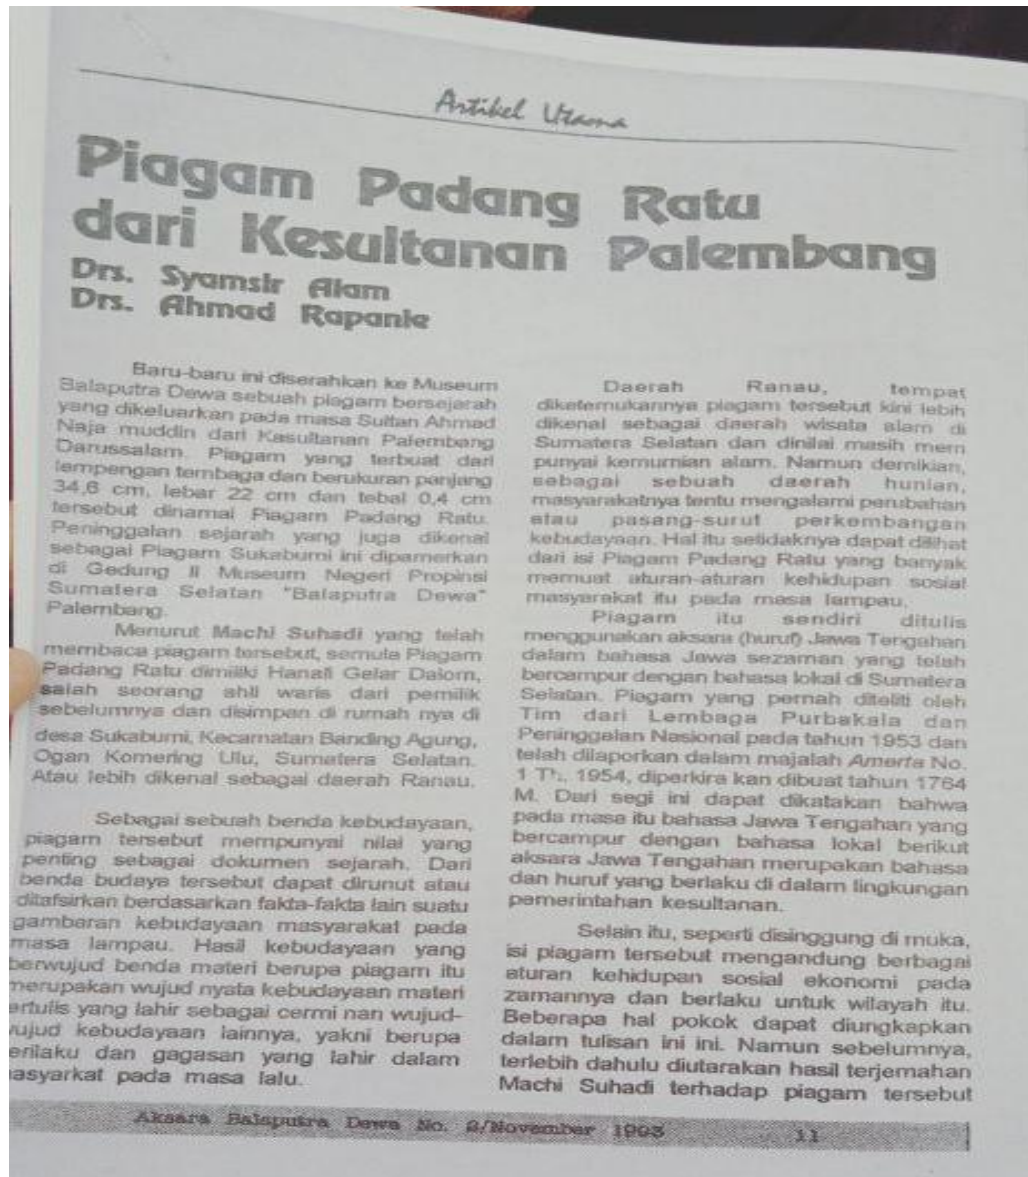 Artikel Utama
Piagam Padang Ratu
dari Kesultanan Palembang
Drs. Syamsir Alam
Drs. Ahmad Rapanie
Baru-baru ini diserahkan ke Museum
Balaputra Dewa sebuah piagam bersejarah
yang dikeluarkan pada masa Sultan Ahmad
Naja muddin dari Kasultanan Palembang
Darussalam. Piagam yang terbuat dari
lempengan tembaga dan berukuran panjang
34,6 cm, lebar 22 cm dan tebal 0,4 cm
tersebut dinamai Piagam Padang Ratu.
Peninggalan sejarah yang juga dikenal
sebagai Piagam Sukabumi ini dipamerkan
di Gedung II Museum Negeri Propinsi
Sumatera Selatan "Balaputra Dewa"
Palembang.
Menurut Machi Suhadi yang telah
membaca piagam tersebut, semula Piagam
Padang Ratu dimiliki Hanafi Gelar Dalom,
salah seorang ahli waris dari pemilik
sebelumnya dan disimpan di rumah nya di
desa Sukabumi, Kecamatan Banding Agung,
Ogan Komering Ulu, Sumatera Selatan.
Atau lebih dikenal sebagai daerah Ranau.
Sebagai sebuah benda kebudayaan,
piagam tersebut mempunyai nilai yang
penting sebagai dokumen sejarah. Dari
benda budaya tersebut dapat dirunut atau
ditafsirkan berdasarkan fakta-fakta lain suatu
gambaran kebudayaan masyarakat pada
masa lampau. Hasil kebudayaan yang
berwujud benda materi berupa piagam itu
merupakan wujud nyata kebudayaan materi
ertulis yang lahir sebagai cermi nan wujud-
wujud kebudayaan lainnya, yakni berupa
erilaku dan gagasan yang lahir dalam
asyarkat pada masa lalu.
Daerah Ranau, tempat
diketemukannya piagam tersebut kini lebih
dikenal sebagai daerah wisata alam di
Sumatera Selatan dan dinilai masih mem
punyai kemurnian alam. Namun demikian,
sebagai sebuah daerah hunian,
masyarakatnya tentu mengalami perubahan
atau pasang-surut perkembangan
kebudayaan. Hal itu setidaknya dapat dilihat
dari isi Piagam Padang Ratu yang banyak
memuat aturan-aturan kehidupan sosial
masyarakat itu pada masa lampau.
Piagam itu sendiri ditulis
menggunakan aksara (huruf) Jawa Tengahan
dalam bahasa Jawa sezaman yang telah
bercampur dengan bahasa lokal di Sumatera
Selatan. Piagam yang pernah diteliti oleh
Tim dari Lembaga Purbakala dan
Peninggalan Nasional pada tahun 1953 dan
telah dilaporkan dalam majalah Amerta No.
1 Th. 1954, diperkira kan dibuat tahun 1764
M. Dari segi ini dapat dikatakan bahwa
pada masa itu bahasa Jawa Tengahan yang
bercampur dengan bahasa lokal berikut
aksara Jawa Tengahan merupakan bahasa
dan huruf yang berlaku di dalam lingkungan
pemerintahan kesultanan.
Selain itu, seperti disinggung di muka,
isi piagam tersebut mengandung berbagai
aturan kehidupan sosial ekonomi pada
zamannya dan berlaku untuk wilayah itu.
Beberapa hal pokok dapat diungkapkan
dalam tulisan ini ini. Namun sebelumnya,
terlebih dahulu diutarakan hasil terjemahan
Machi Suhadi terhadap piagam tersebut
Aksara Balaputra Dewa No. 2/November 1993 11